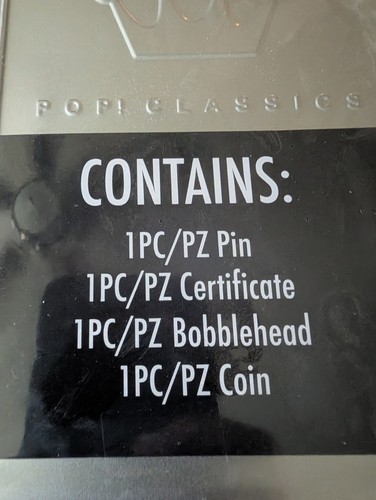 POP! CLASSICS
CONTAINS:
1PC/PZ Pin
1PC/PZ Certificate
1PC/PZ Bobblehead
1PC/PZ Coin